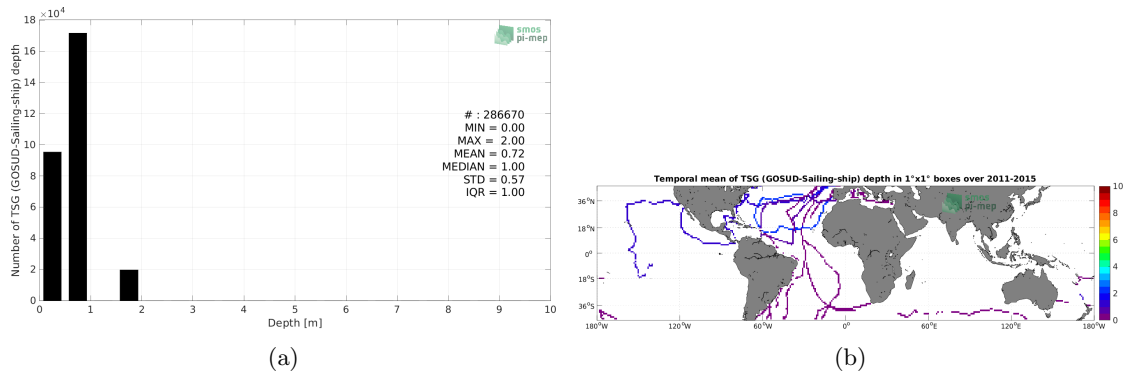 ×10⁴
18
16
14
12
10
8
6
4
2
0
Number of TSG (GOSUD-Sailing-ship) depth
smos
pi-mep
# : 286670
MIN = 0.00
MAX = 2.00
MEAN = 0.72
MEDIAN = 1.00
STD = 0.57
IQR = 1.00
0 1 2 3 4 5 6 7 8 9 10
Depth [m]
(a)
Temporal mean of TSG (GOSUD-Sailing-ship) depth in 1°x1° boxes over 2011-2015
smos
pi-mep
36°N
18°N
0°
18°S
36°S
180°W 120°W 60°W 0° 60°E 120°E 180°W
10
8
6
4
2
0
(b)